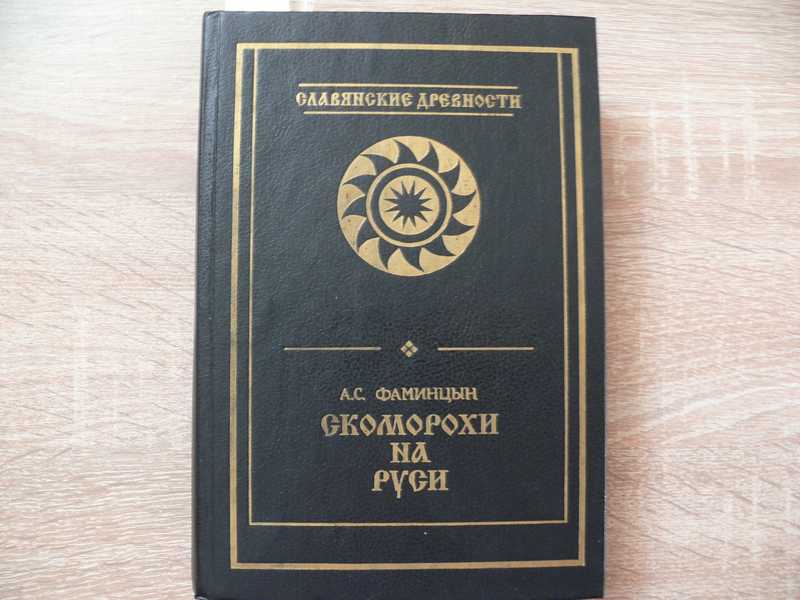 СЛАВЯНСКИЕ ДРЕВНОСТИ
А.С. ФАМИНЦЫН
СКОМОРОХИ
НА
РУСИ